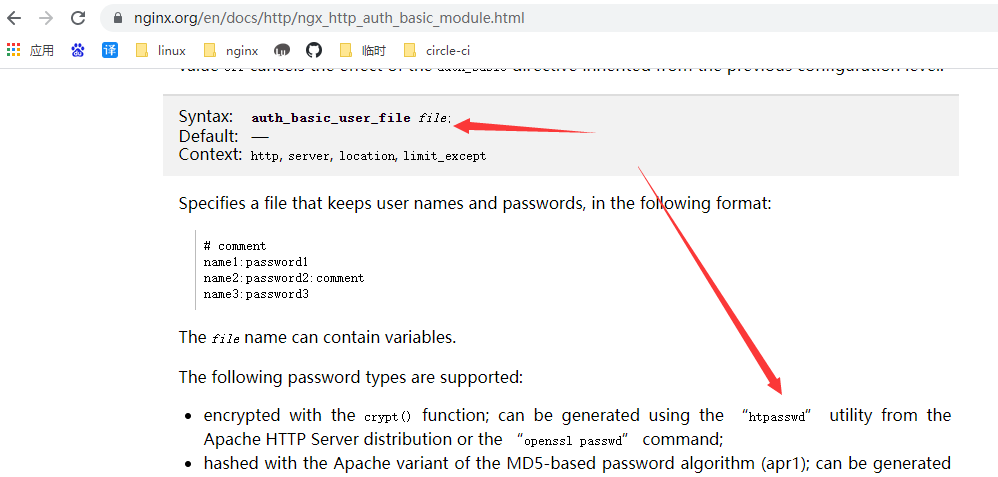 nginx.org/en/docs/http/ngx_http_auth_basic_module.html
应用 译 linux nginx 临时 circle-ci
value off cancels the effect of the auth_basic directive inherited from the previous configuration level.
Syntax: auth_basic_user_file file;
Default: —
Context: http, server, location, limit_except
Specifies a file that keeps user names and passwords, in the following format:
# comment
name1:password1
name2:password2:comment
name3:password3
The file name can contain variables.
The following password types are supported:
• encrypted with the crypt() function; can be generated using the “htpasswd” utility from the
Apache HTTP Server distribution or the “openssl passwd” command;
• hashed with the Apache variant of the MD5-based password algorithm (apr1); can be generated